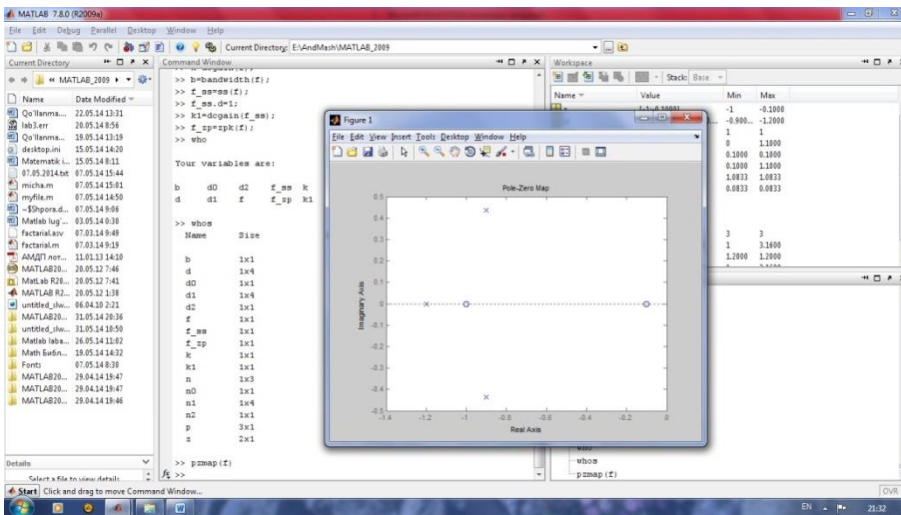 MATLAB 7.8.0 (R2009a)
File Edit Debug Parallel Desktop Window Help
Current Directory: E:\AndMash\MATLAB_2009
Current Directory
« MATLAB_2009
Name Date Modified
Qo'llanma... 22.05.14 13:31
lab3.err 20.05.14 8:56
Qo'llanma... 19.05.14 13:19
desktop.ini 15.05.14 14:20
Matematik i... 15.05.14 8:11
07.05.2014.txt 07.05.14 15:44
micha.m 07.05.14 15:01
myfile.m 07.05.14 14:50
~$Shpora.d... 07.05.14 9:06
Matlab lug'... 03.05.14 0:38
factarial.asv 07.03.14 9:49
factarial.m 07.03.14 9:19
АМДП лот... 11.01.13 14:10
MATLAB20... 20.05.12 7:46
MatLab R20... 20.05.12 7:41
MATLAB R2... 20.05.12 1:38
untitled_slw... 06.04.10 2:21
MATLAB20... 31.05.14 20:36
untitled_slw... 31.05.14 10:50
Matlab laba... 26.05.14 11:02
Math Библ... 19.05.14 14:32
Fonts 07.05.14 8:30
MATLAB20... 29.04.14 19:47
MATLAB20... 29.04.14 19:47
MATLAB20... 29.04.14 19:46
Details
Select a file to view details
Command Window
>> b=bandwidth(f);
>> f_ss=ss(f);
>> f_ss.d=1;
>> k1=dcgain(f_ss);
>> f_zp=zpk(f);
>> who
Your variables are:
b d0 d2 f_ss k
d d1 f f_zp k1
>> whos
Name Size
b 1x1
d 1x4
d0 1x1
d1 1x4
d2 1x1
f 1x1
f_ss 1x1
f_zp 1x1
k 1x1
k1 1x1
n 1x3
n0 1x1
n1 1x4
n2 1x1
p 3x1
z 2x1
>> pzmap(f)
fx >>
Figure 1
File Edit View Insert Tools Desktop Window Help
Pole-Zero Map
0.5
0.4
0.3
0.2
0.1
0
-0.1
-0.2
-0.3
-0.4
-0.5
Imaginary Axis
-1.4 -1.2 -1 -0.8 -0.6 -0.4 -0.2 0
Real Axis
Workspace
Stack: Base
Name Value Min Max
[-1;-0.1000] -1 -0.1000
-0.900... -1.2000
1 1
0 1.1000
0.1000 0.1000
0.1000 1.1000
1.0833 1.0833
0.0833 0.0833
3 3
1 3.1600
1.2000 1.2000
who
whos
pzmap(f)
Start Click and drag to move Command Window...
OVR
EN 21:32